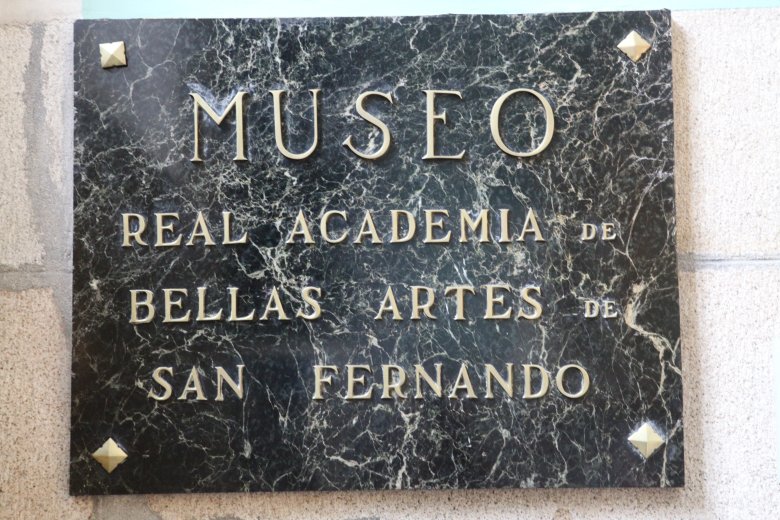 MUSEO
REAL ACADEMIA DE
BELLAS ARTES DE
SAN FERNANDO